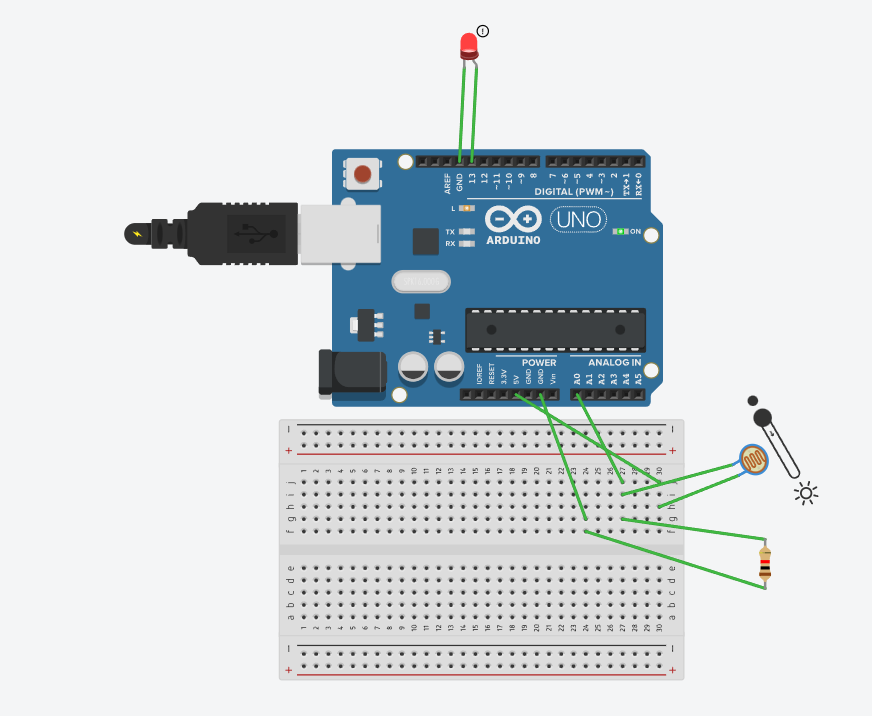 AREF
GND
13
12
~11
~10
~9
8
7
~6
~5
4
~3
2
TX→1
RX←0
DIGITAL (PWM~)
L
TX
RX
ARDUINO
UNO
ON
POWER
ANALOG IN
IOREF
RESET
3.3V
5V
GND
GND
Vin
A0
A1
A2
A3
A4
A5
− −
+ +
1 2 3 4 5 6 7 8 9 10 11 12 13 14 15 16 17 18 19 20 21 22 23 24 25 26 27 28 29 30
j j
i i
h h
g g
f f
e e
d d
c c
b b
a a
1 2 3 4 5 6 7 8 9 10 11 12 13 14 15 16 17 18 19 20 21 22 23 24 25 26 27 28 29 30
− −
+ +